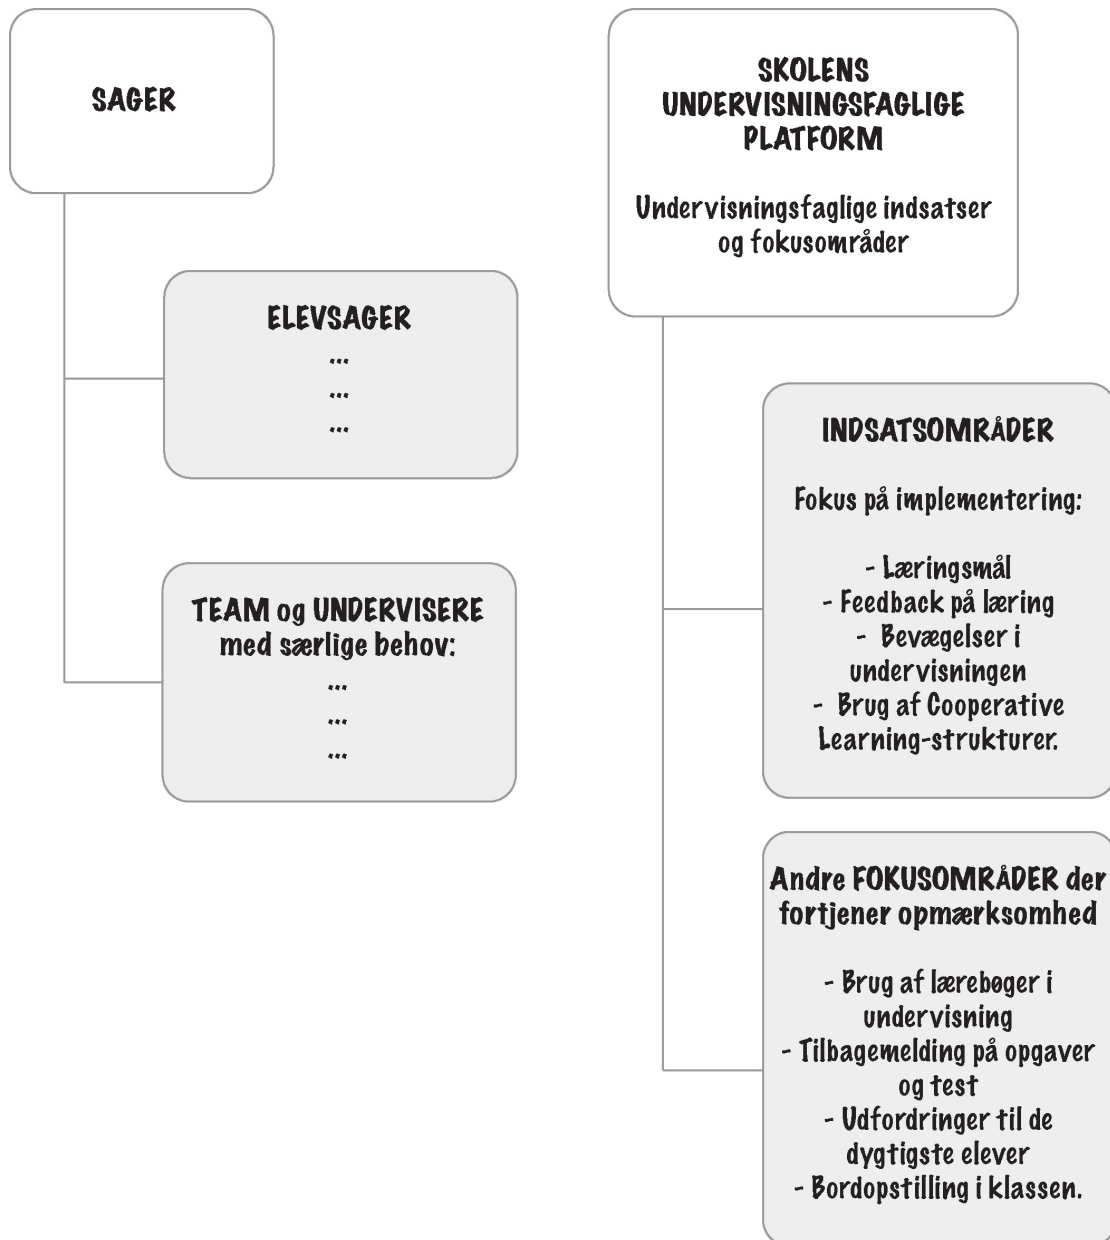 SAGER
ELEVSAGER
...
...
...
TEAM og UNDERVISERE
med særlige behov:
...
...
...
SKOLENS
UNDERVISNINGSFAGLIGE
PLATFORM
Undervisningsfaglige indsatser
og fokusområder
INDSATSOMRÅDER
Fokus på implementering:
- Læringsmål
- Feedback på læring
- Bevægelser i
undervisningen
- Brug af Cooperative
Learning-strukturer.
Andre FOKUSOMRÅDER der
fortjener opmærksomhed
- Brug af lærebøger i
undervisning
- Tilbagemelding på opgaver
og test
- Udfordringer til de
dygtigste elever
- Bordopstilling i klassen.